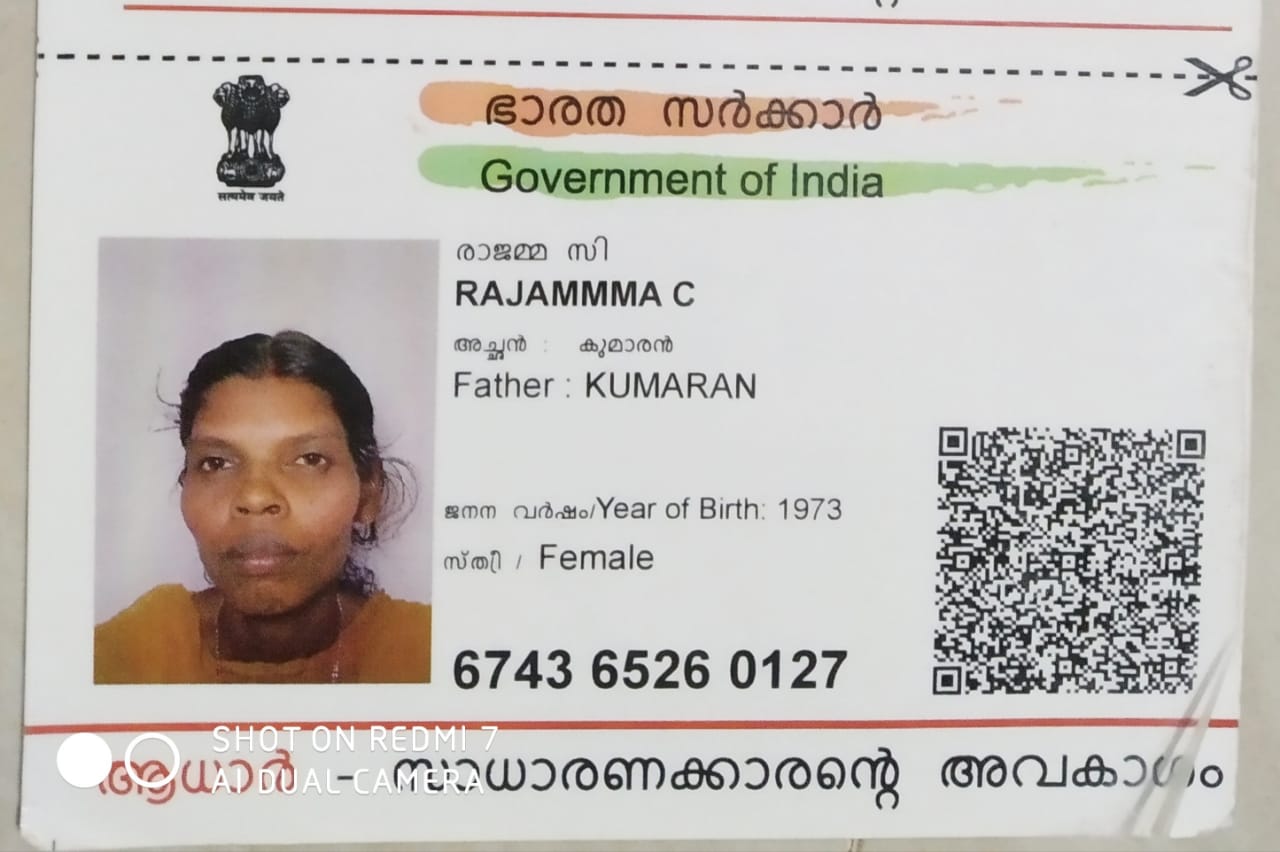 सत्यमेव जयते
ഭാരത സർക്കാർ
Government of India
രാജമ്മ സി
RAJAMMMA C
അച്ഛൻ : കുമാരൻ
Father : KUMARAN
ജനന വർഷം/Year of Birth: 1973
സ്ത്രീ / Female
6743 6526 0127
ആധാർ - സാധാരണക്കാരന്റെ അവകാശം
SHOT ON REDMI 7
AI DUAL CAMERA